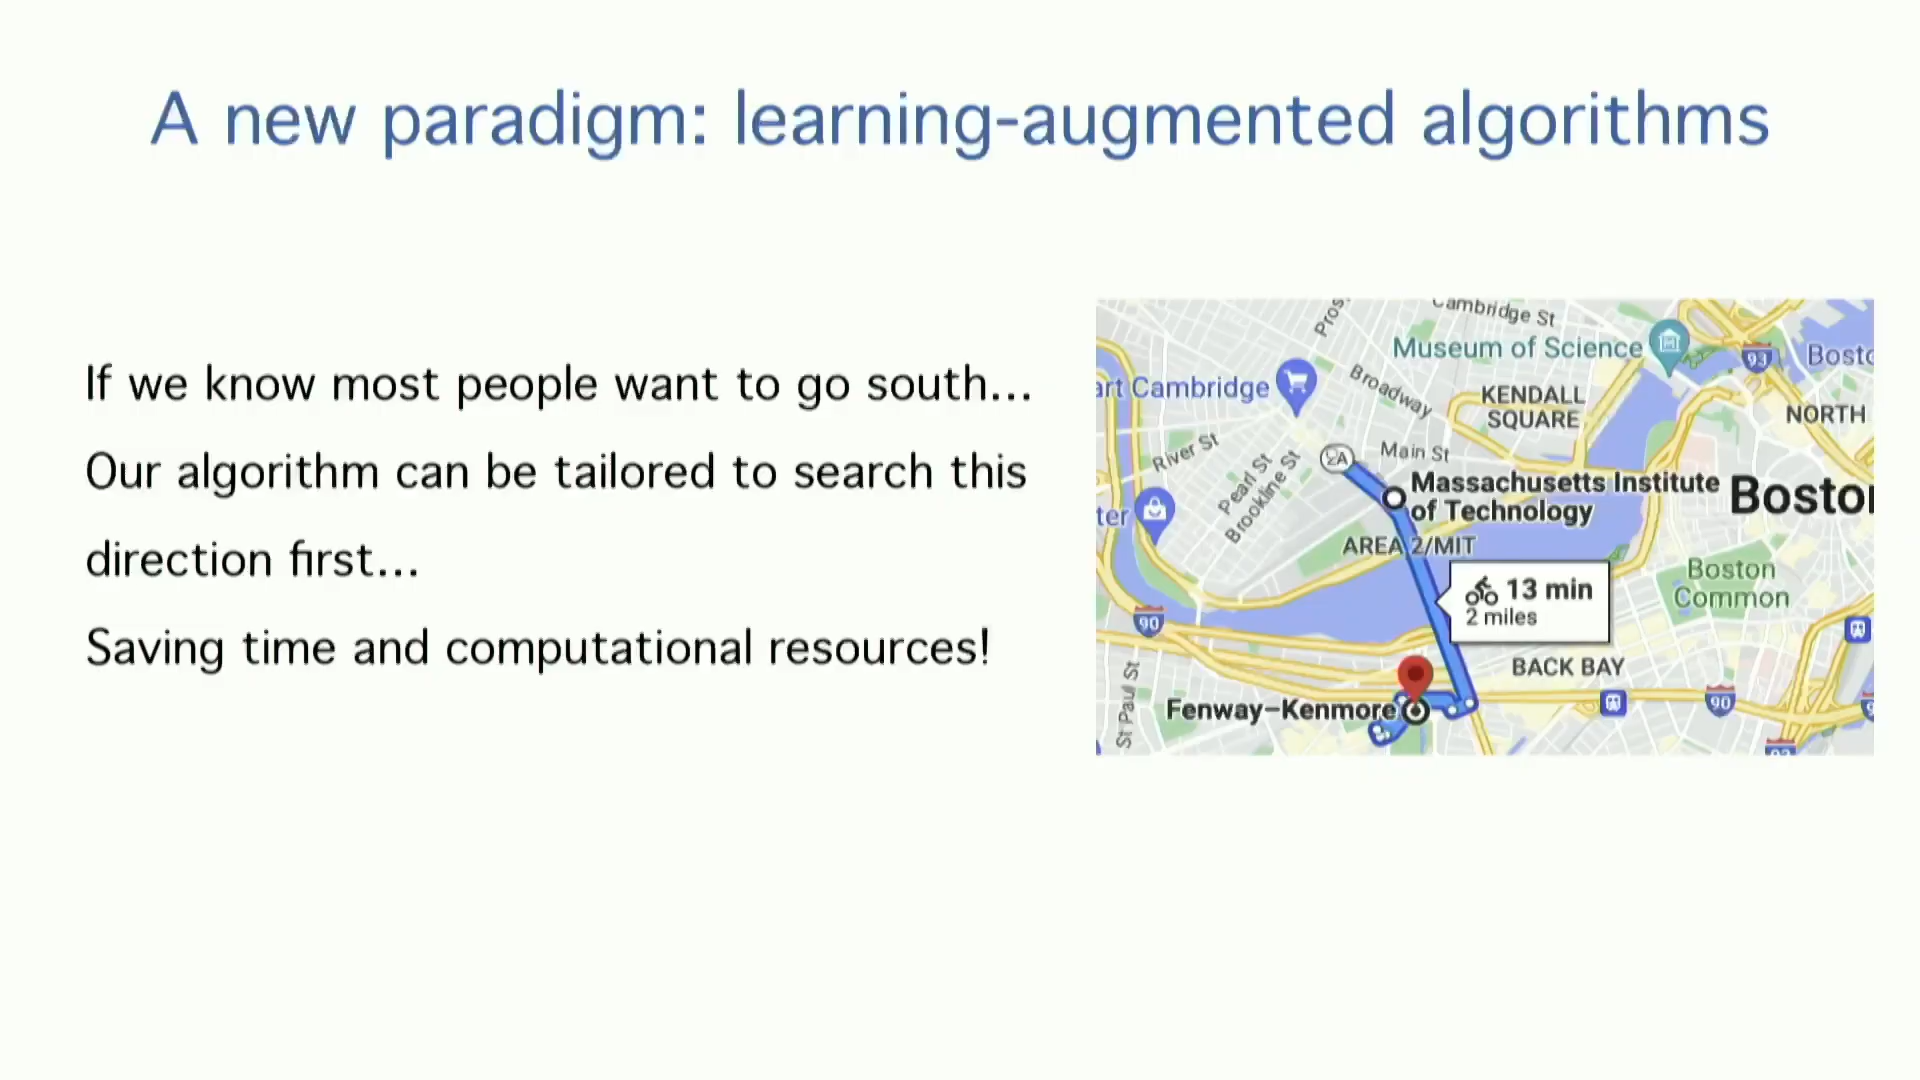 A new paradigm: learning-augmented algorithms
If we know most people want to go south...
Our algorithm can be tailored to search this
direction first...
Saving time and computational resources!
Cambridge St
Museum of Science
93
art Cambridge
Broadway
KENDALL
SQUARE
NORTH
River St
Main St
Pearl St
Brookline St
Massachusetts Institute
of Technology
ter
AREA 2/MIT
Boston
Common
13 min
2 miles
90
BACK BAY
St Paul St
Fenway–Kenmore
90